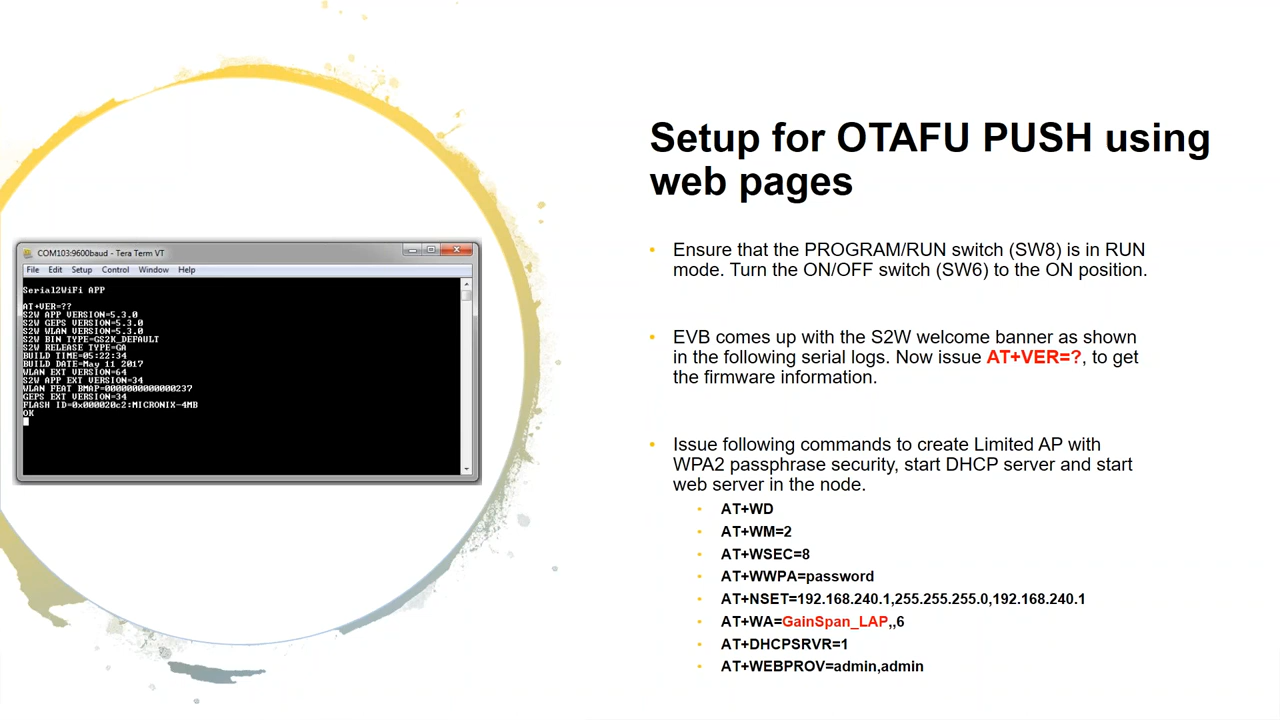 Setup for OTAFU PUSH using
web pages
• Ensure that the PROGRAM/RUN switch (SW8) is in RUN
mode. Turn the ON/OFF switch (SW6) to the ON position.
• EVB comes up with the S2W welcome banner as shown
in the following serial logs. Now issue AT+VER=?, to get
the firmware information.
• Issue following commands to create Limited AP with
WPA2 passphrase security, start DHCP server and start
web server in the node.
• AT+WD
• AT+WM=2
• AT+WSEC=8
• AT+WWPA=password
• AT+NSET=192.168.240.1,255.255.255.0,192.168.240.1
• AT+WA=GainSpan_LAP,,6
• AT+DHCPSRVR=1
• AT+WEBPROV=admin,admin
COM103:9600baud - Tera Term VT
File Edit Setup Control Window Help
Serial2WiFi APP
AT+VER=??
S2W APP VERSION=5.3.0
S2W GEPS VERSION=5.3.0
S2W WLAN VERSION=5.3.0
S2W BIN TYPE=GS2K_DEFAULT
S2W RELEASE TYPE=GA
BUILD TIME=05:22:34
BUILD DATE=May 11 2017
WLAN EXT VERSION=64
S2W APP EXT VERSION=34
WLAN FEAT BMAP=0000000000000237
GEPS EXT VERSION=34
FLASH ID=0x000020c2:MICRONIX-4MB
OK